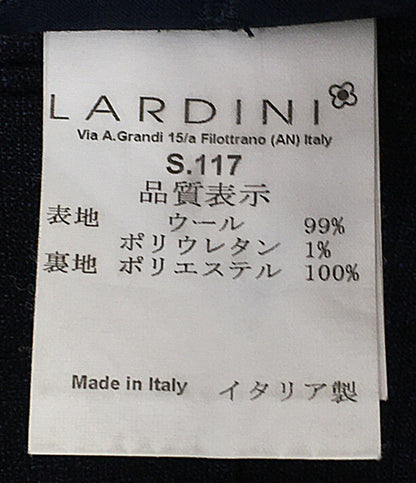 LARDINI
Via A.Grandi 15/a Filottrano (AN) Italy
S.117
品質表示
表地 ウール 99%
ポリウレタン 1%
裏地 ポリエステル 100%
Made in Italy イタリア製